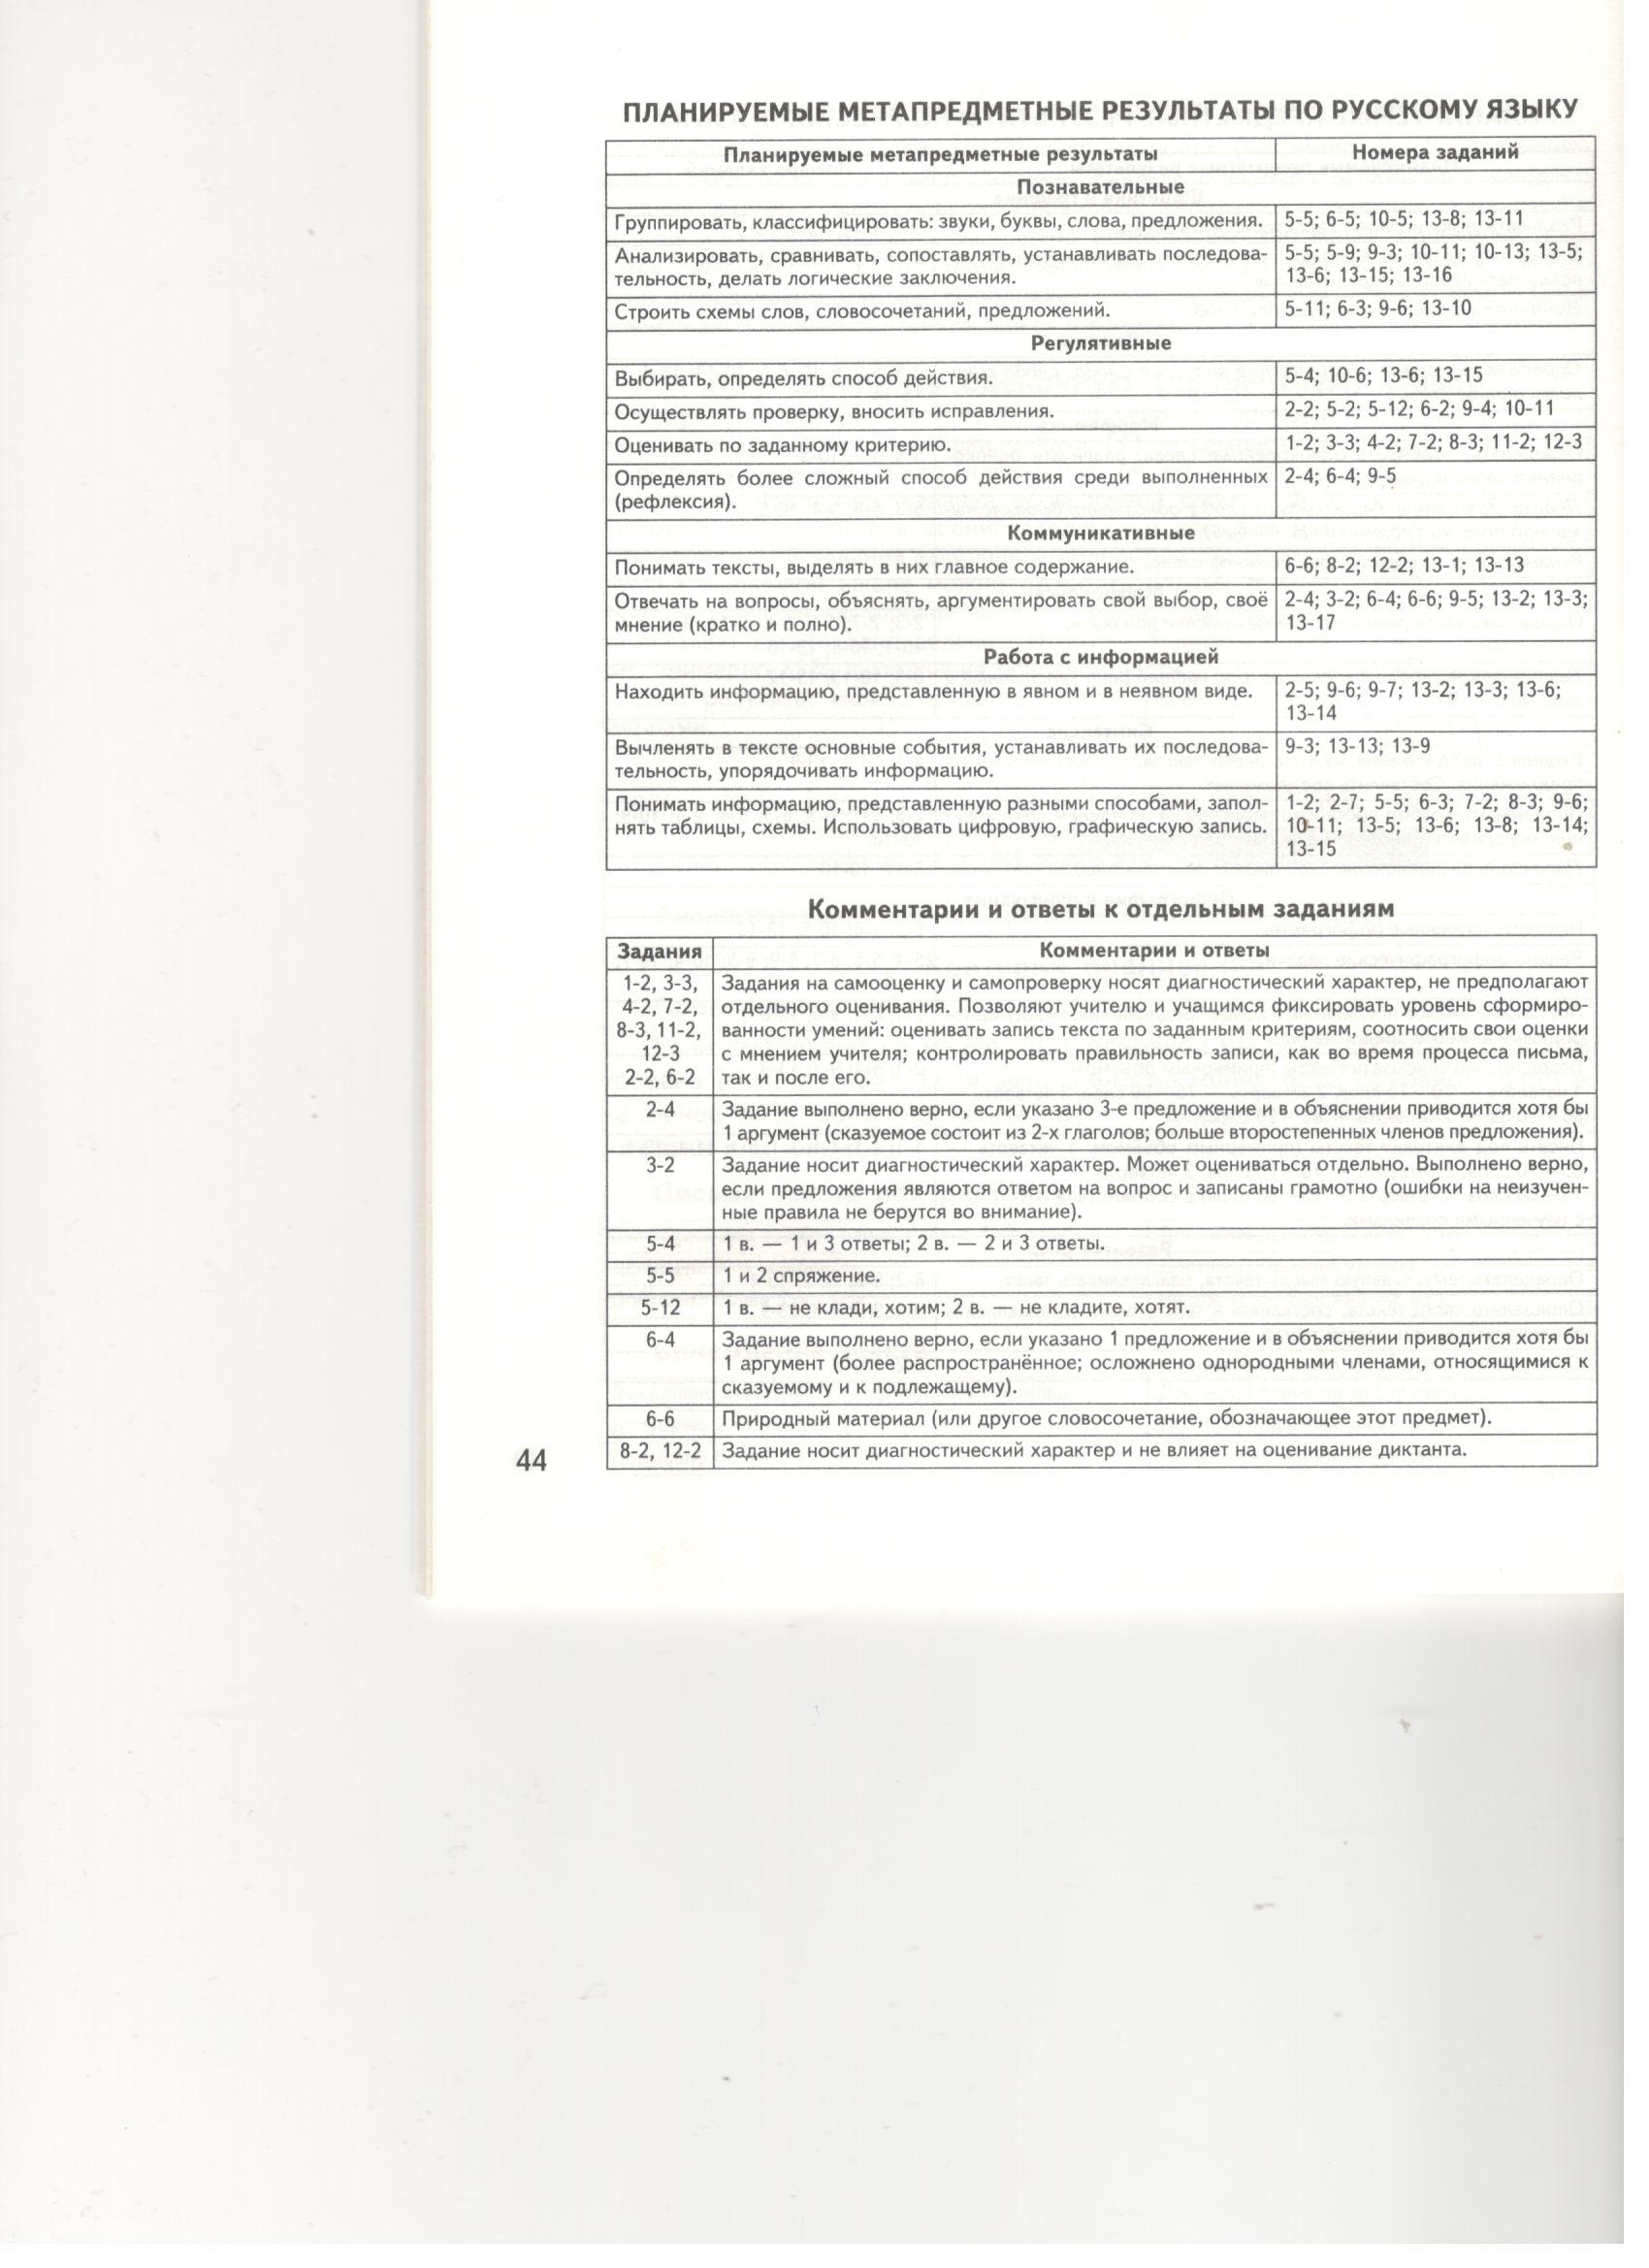 ПЛАНИРУЕМЫЕ МЕТАПРЕДМЕТНЫЕ РЕЗУЛЬТАТЫ ПО РУССКОМУ ЯЗЫКУ
Планируемые метапредметные результаты Номера заданий
Познавательные
Группировать, классифицировать: звуки, буквы, слова, предложения. 5-5; 6-5; 10-5; 13-8; 13-11
Анализировать, сравнивать, сопоставлять, устанавливать последова- 5-5; 5-9; 9-3; 10-11; 10-13; 13-5;
тельность, делать логические заключения. 13-6; 13-15; 13-16
Строить схемы слов, словосочетаний, предложений. 5-11; 6-3; 9-6; 13-10
Регулятивные
Выбирать, определять способ действия. 5-4; 10-6; 13-6; 13-15
Осуществлять проверку, вносить исправления. 2-2; 5-2; 5-12; 6-2; 9-4; 10-11
Оценивать по заданному критерию. 1-2; 3-3; 4-2; 7-2; 8-3; 11-2; 12-3
Определять более сложный способ действия среди выполненных 2-4; 6-4; 9-5
(рефлексия).
Коммуникативные
Понимать тексты, выделять в них главное содержание. 6-6; 8-2; 12-2; 13-1; 13-13
Отвечать на вопросы, объяснять, аргументировать свой выбор, своё 2-4; 3-2; 6-4; 6-6; 9-5; 13-2; 13-3;
мнение (кратко и полно). 13-17
Работа с информацией
Находить информацию, представленную в явном и в неявном виде. 2-5; 9-6; 9-7; 13-2; 13-3; 13-6;
13-14
Вычленять в тексте основные события, устанавливать их последова- 9-3; 13-13; 13-9
тельность, упорядочивать информацию.
Понимать информацию, представленную разными способами, запол- 1-2; 2-7; 5-5; 6-3; 7-2; 8-3; 9-6;
нять таблицы, схемы. Использовать цифровую, графическую запись. 10-11; 13-5; 13-6; 13-8; 13-14;
13-15
Комментарии и ответы к отдельным заданиям
Задания Комментарии и ответы
1-2, 3-3, Задания на самооценку и самопроверку носят диагностический характер, не предполагают
4-2, 7-2, отдельного оценивания. Позволяют учителю и учащимся фиксировать уровень сформиро-
8-3, 11-2, ванности умений: оценивать запись текста по заданным критериям, соотносить свои оценки
12-3 с мнением учителя; контролировать правильность записи, как во время процесса письма,
2-2, 6-2 так и после его.
2-4 Задание выполнено верно, если указано 3-е предложение и в объяснении приводится хотя бы
1 аргумент (сказуемое состоит из 2-х глаголов; больше второстепенных членов предложения).
3-2 Задание носит диагностический характер. Может оцениваться отдельно. Выполнено верно,
если предложения являются ответом на вопрос и записаны грамотно (ошибки на неизучен-
ные правила не берутся во внимание).
5-4 1 в. — 1 и 3 ответы; 2 в. — 2 и 3 ответы.
5-5 1 и 2 спряжение.
5-12 1 в. — не клади, хотим; 2 в. — не кладите, хотят.
6-4 Задание выполнено верно, если указано 1 предложение и в объяснении приводится хотя бы
1 аргумент (более распространённое; осложнено однородными членами, относящимися к
сказуемому и к подлежащему).
6-6 Природный материал (или другое словосочетание, обозначающее этот предмет).
8-2, 12-2 Задание носит диагностический характер и не влияет на оценивание диктанта.
44